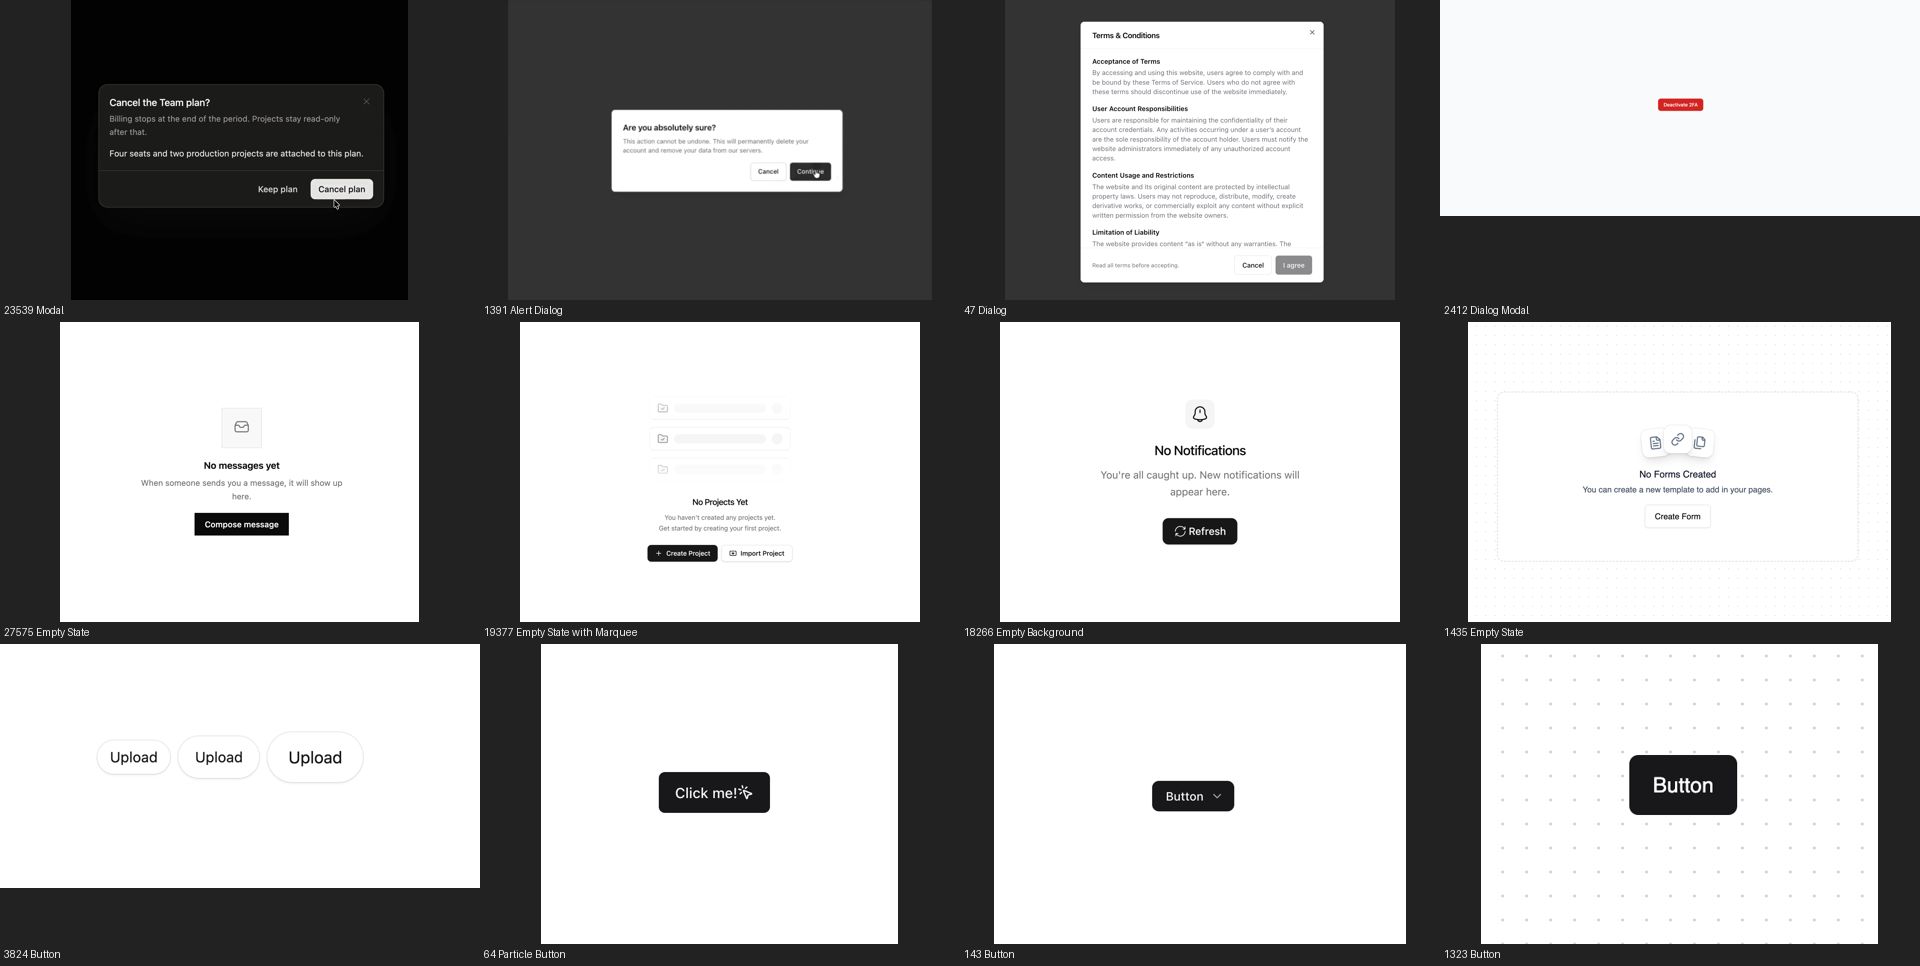 Cancel the Team plan?
Billing stops at the end of the period. Projects stay read-only
after that.
Four seats and two production projects are attached to this plan.
Keep plan
Cancel plan
23539 Modal
Are you absolutely sure?
This action cannot be undone. This will permanently delete your
account and remove your data from our servers.
Cancel
Continue
1391 Alert Dialog
Terms & Conditions
Acceptance of Terms
By accessing and using this website, users agree to comply with and
be bound by these Terms of Service. Users who do not agree with
these terms should discontinue use of the website immediately.
User Account Responsibilities
Users are responsible for maintaining the confidentiality of their
account credentials. Any activities occurring under a user's account
are the sole responsibility of the account holder. Users must notify the
website administrators immediately of any unauthorized account
access.
Content Usage and Restrictions
The website and its original content are protected by intellectual
property laws. Users may not reproduce, distribute, modify, create
derivative works, or commercially exploit any content without explicit
written permission from the website owners.
Limitation of Liability
The website provides content "as is" without any warranties. The
Read all terms before accepting.
Cancel
I agree
47 Dialog
Deactivate 2FA
2412 Dialog Modal
No messages yet
When someone sends you a message, it will show up
here.
Compose message
27575 Empty State
No Projects Yet
You haven't created any projects yet.
Get started by creating your first project.
Create Project
Import Project
19377 Empty State with Marquee
No Notifications
You're all caught up. New notifications will
appear here.
Refresh
18266 Empty Background
No Forms Created
You can create a new template to add in your pages.
Create Form
1435 Empty State
Upload
Upload
Upload
3824 Button
Click me!
64 Particle Button
Button
143 Button
Button
1323 Button